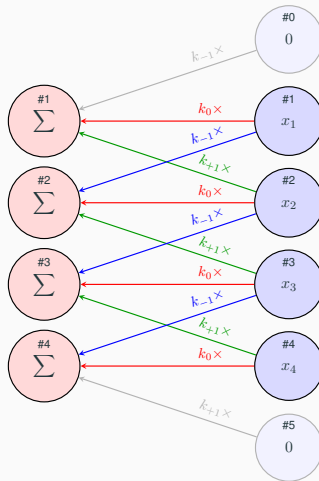 #0
0
k₋₁×
#1
∑
k₀×
#1
x₁
k₋₁×
k₊₁×
#2
∑
k₀×
#2
x₂
k₋₁×
k₊₁×
#3
∑
k₀×
#3
x₃
k₋₁×
k₊₁×
#4
∑
k₀×
#4
x₄
k₊₁×
#5
0